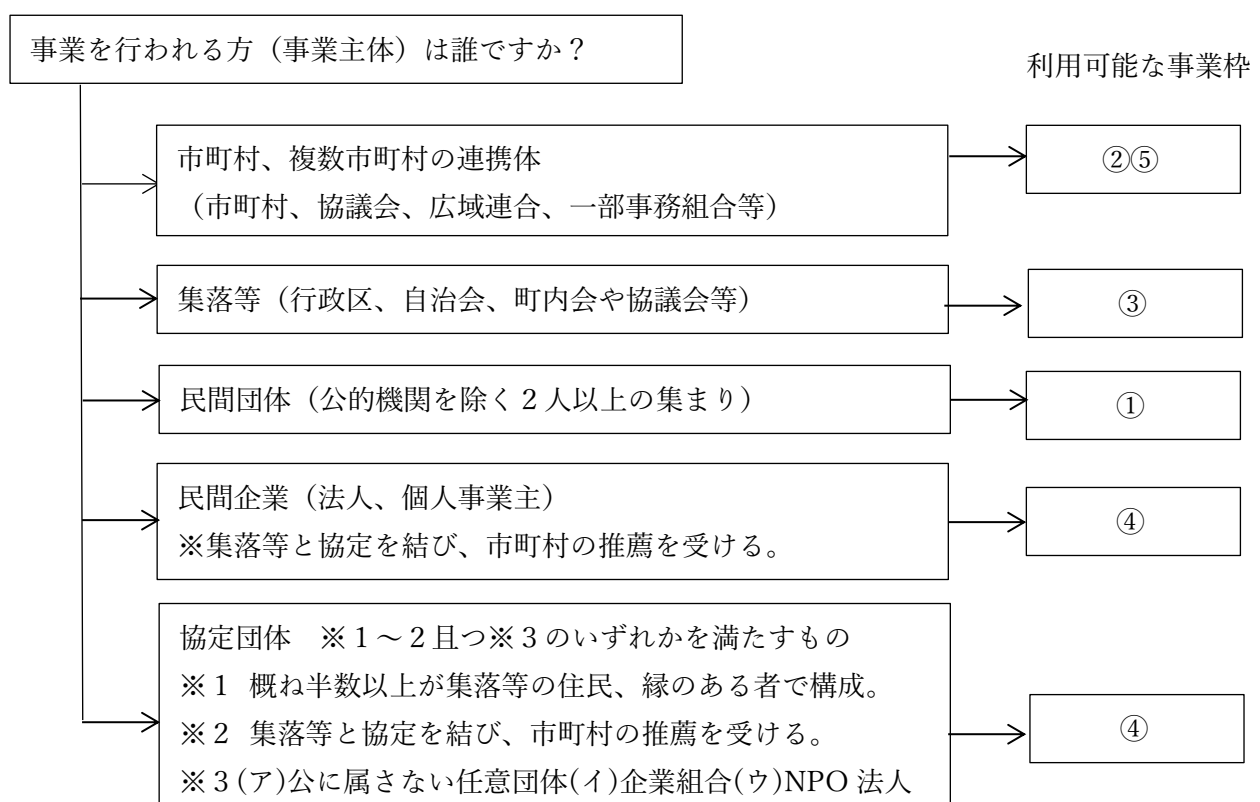 事業を行われる方（事業主体）は誰ですか？
利用可能な事業枠
市町村、複数市町村の連携体
（市町村、協議会、広域連合、一部事務組合等）
②⑤
集落等（行政区、自治会、町内会や協議会等）
③
民間団体（公的機関を除く２人以上の集まり）
①
民間企業（法人、個人事業主）
※集落等と協定を結び、市町村の推薦を受ける。
④
協定団体　※１～２且つ※３のいずれかを満たすもの
※１ 概ね半数以上が集落等の住民、縁のある者で構成。
※２ 集落等と協定を結び、市町村の推薦を受ける。
※３(ア)公に属さない任意団体(イ)企業組合(ウ)NPO 法人
④